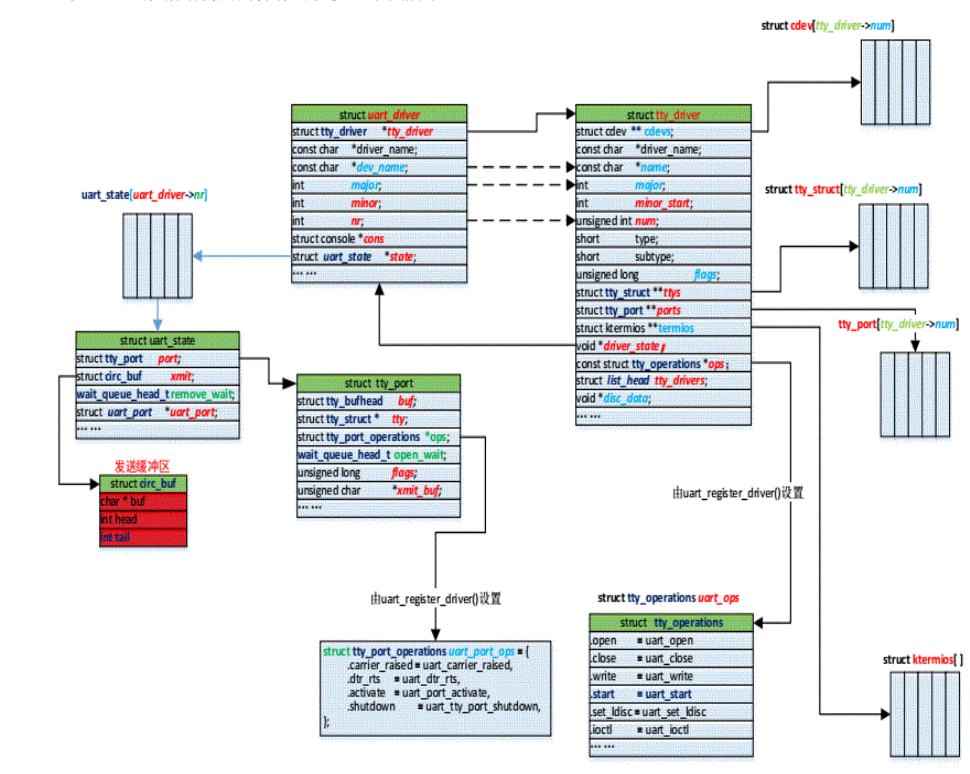 struct cdev[tty_driver->num]
struct uart_driver
struct tty_driver *tty_driver
const char *driver_name;
const char *dev_name;
int major;
int minor;
int nr;
struct console *cons
struct uart_state *state;
... ...
struct tty_driver
struct cdev ** cdevs;
const char *driver_name;
const char *name;
int major;
int minor_start;
unsigned int num;
short type;
short subtype;
unsigned long flags;
struct tty_struct **ttys
struct tty_port **ports
struct ktermios **termios
void *driver_state;
const struct tty_operations *ops;
struct list_head tty_drivers;
void *disc_data;
... ...
uart_state[uart_driver->nr]
struct tty_struct[tty_driver->num]
tty_port[tty_driver->num]
struct uart_state
struct tty_port port;
struct circ_buf xmit;
wait_queue_head_t remove_wait;
struct uart_port *uart_port;
... ...
struct tty_port
struct tty_bufhead buf;
struct tty_struct * tty;
struct tty_port_operations *ops;
wait_queue_head_t open_wait;
unsigned long flags;
unsigned char *xmit_buf;
... ...
发送缓冲区
struct circ_buf
char * buf
int head
int tail
由uart_register_driver()设置
由uart_register_driver()设置
struct tty_port_operations uart_port_ops = {
.carrier_raised = uart_carrier_raised,
.dtr_rts = uart_dtr_rts,
.activate = uart_port_activate,
.shutdown = uart_tty_port_shutdown,
};
struct tty_operations uart_ops
struct tty_operations
.open = uart_open
.close = uart_close
.write = uart_write
.start = uart_start
.set_ldisc = uart_set_ldisc
.ioctl = uart_ioctl
... ...
struct ktermios[ ]